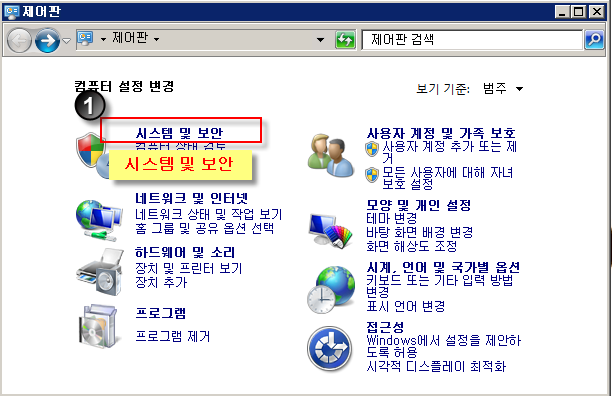 제어판
제어판
제어판 검색
컴퓨터 설정 변경
보기 기준: 범주
1
시스템 및 보안
컴퓨터 상태 검토
시스템 및 보안
네트워크 및 인터넷
네트워크 상태 및 작업 보기
홈 그룹 및 공유 옵션 선택
하드웨어 및 소리
장치 및 프린터 보기
장치 추가
프로그램
프로그램 제거
사용자 계정 및 가족 보호
사용자 계정 추가 또는 제
거
모든 사용자에 대해 자녀
보호 설정
모양 및 개인 설정
테마 변경
바탕 화면 배경 변경
화면 해상도 조정
시계, 언어 및 국가별 옵션
키보드 또는 기타 입력 방법
변경
표시 언어 변경
접근성
Windows에서 설정을 제안하
도록 허용
시각적 디스플레이 최적화